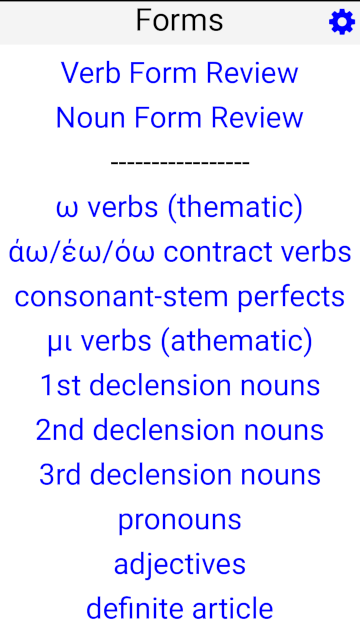 Forms
Verb Form Review
Noun Form Review
-----------------
ω verbs (thematic)
άω/έω/όω contract verbs
consonant-stem perfects
μι verbs (athematic)
1st declension nouns
2nd declension nouns
3rd declension nouns
pronouns
adjectives
definite article